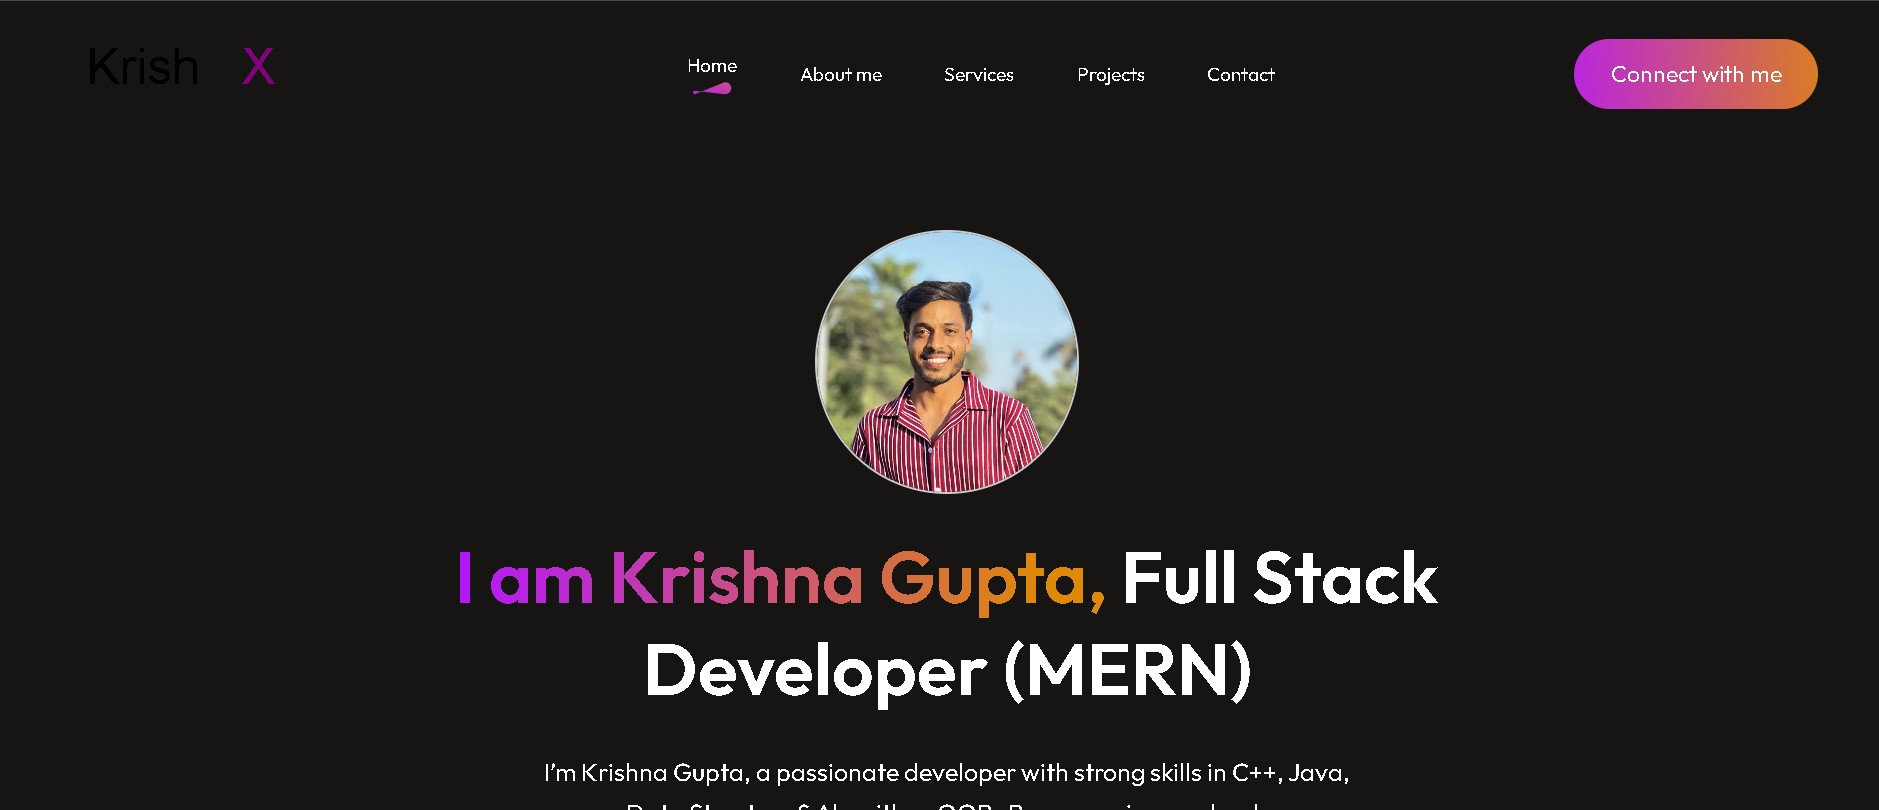 Krish X
Home
About me
Services
Projects
Contact
Connect with me
I am Krishna Gupta, Full Stack
Developer (MERN)
I'm Krishna Gupta, a passionate developer with strong skills in C++, Java,